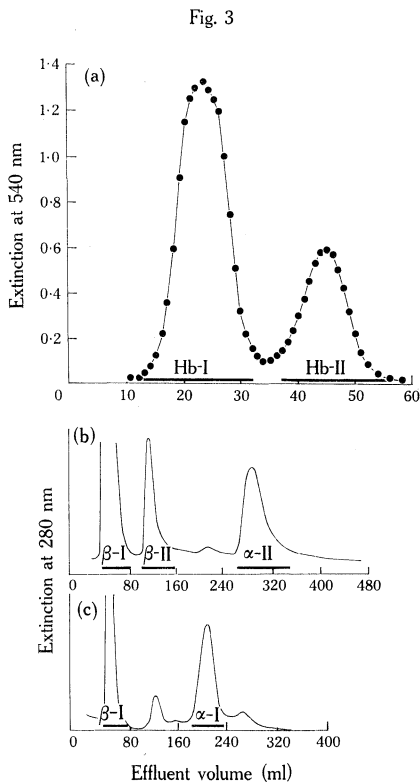 Fig. 3
(a)
Extinction at 540 nm
1·4
1·2
1·0
0·8
0·6
0·4
0·2
Hb-I Hb-II
0 10 20 30 40 50 60
(b)
Extinction at 280 nm
β-I β-II α-II
0 80 160 240 320 400 480
(c)
β-I α-I
0 80 160 240 400
Effluent volume (ml)